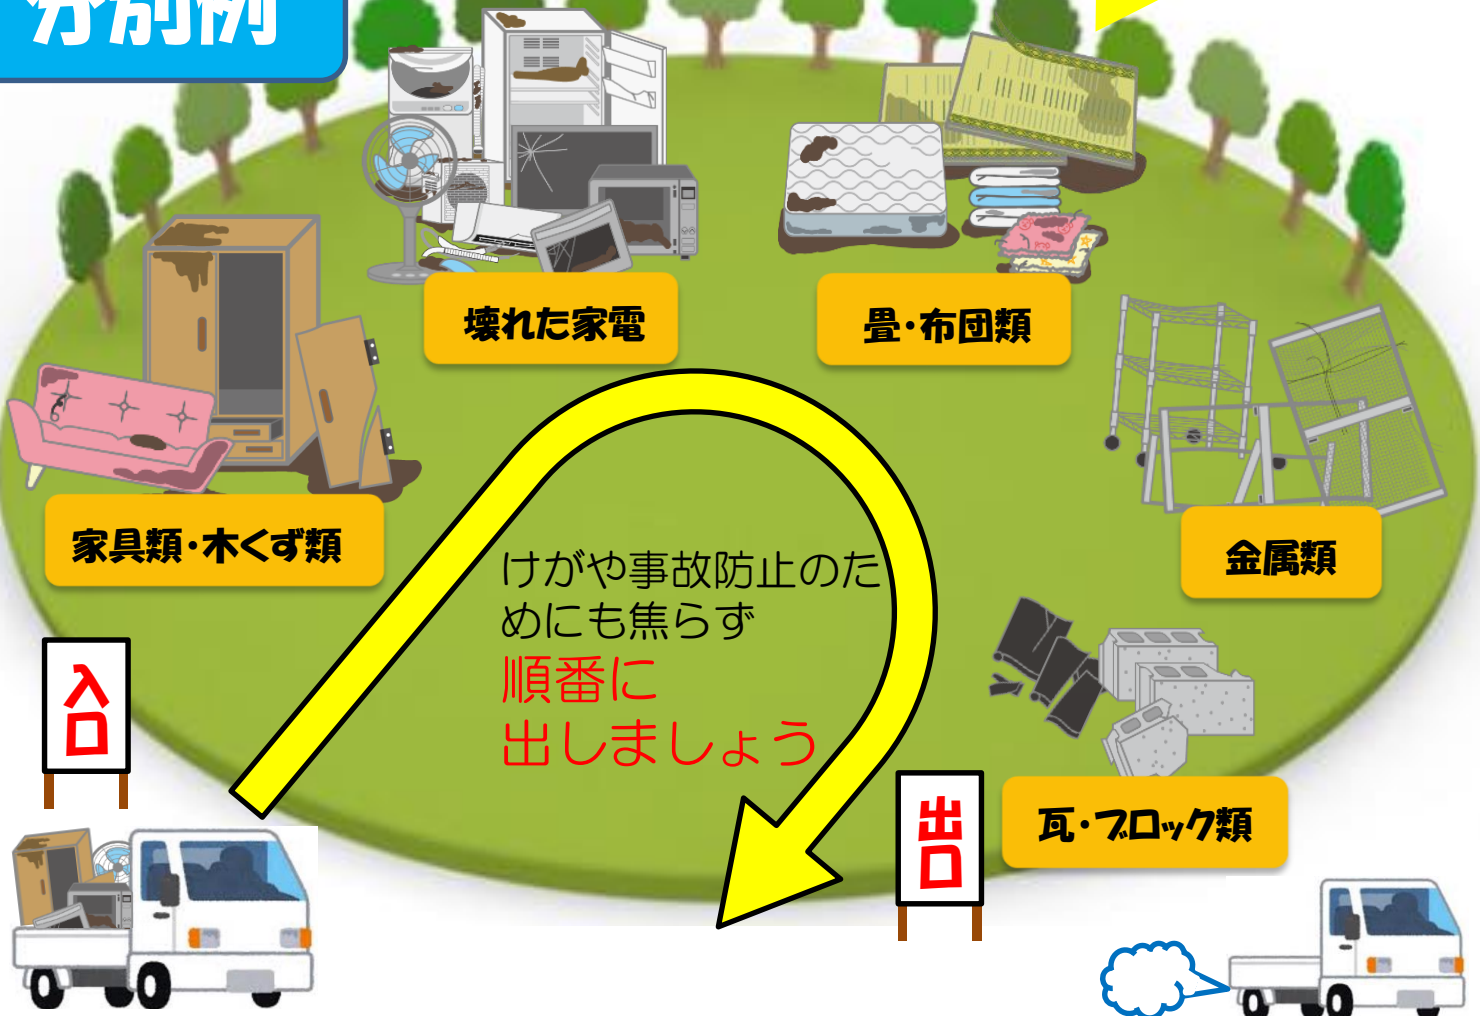 分別例
壊れた家電
畳・布団類
家具類・木くず類
金属類
けがや事故防止のた
めにも焦らず
順番に
出しましょう
入口
瓦・ブロック類
出口